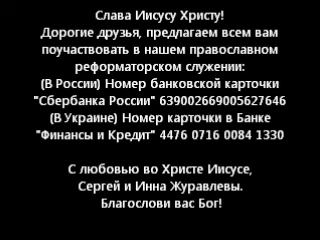 Слава Иисусу Христу!
Дорогие друзья, предлагаем всем вам
поучаствовать в нашем православном
реформаторском служении:
(В России) Номер банковской карточки
"Сбербанка России" 639002669005627646
(В Украине) Номер карточки в Банке
"Финансы и Кредит" 4476 0716 0084 1330
С любовью во Христе Иисусе,
Сергей и Инна Журавлевы.
Благослови вас Бог!